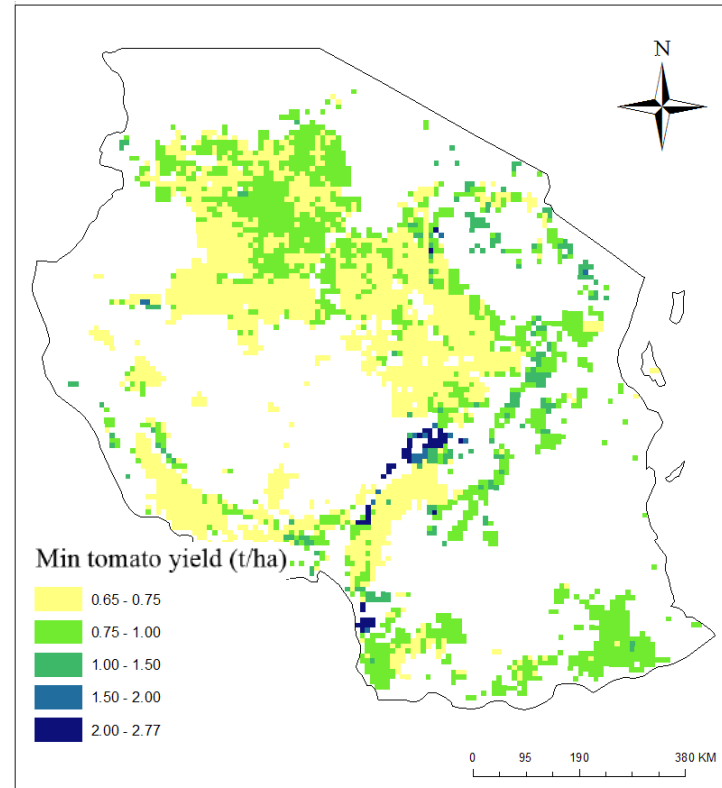 N
Min tomato yield (t/ha)
0.65 - 0.75
0.75 - 1.00
1.00 - 1.50
1.50 - 2.00
2.00 - 2.77
0 95 190 380 KM